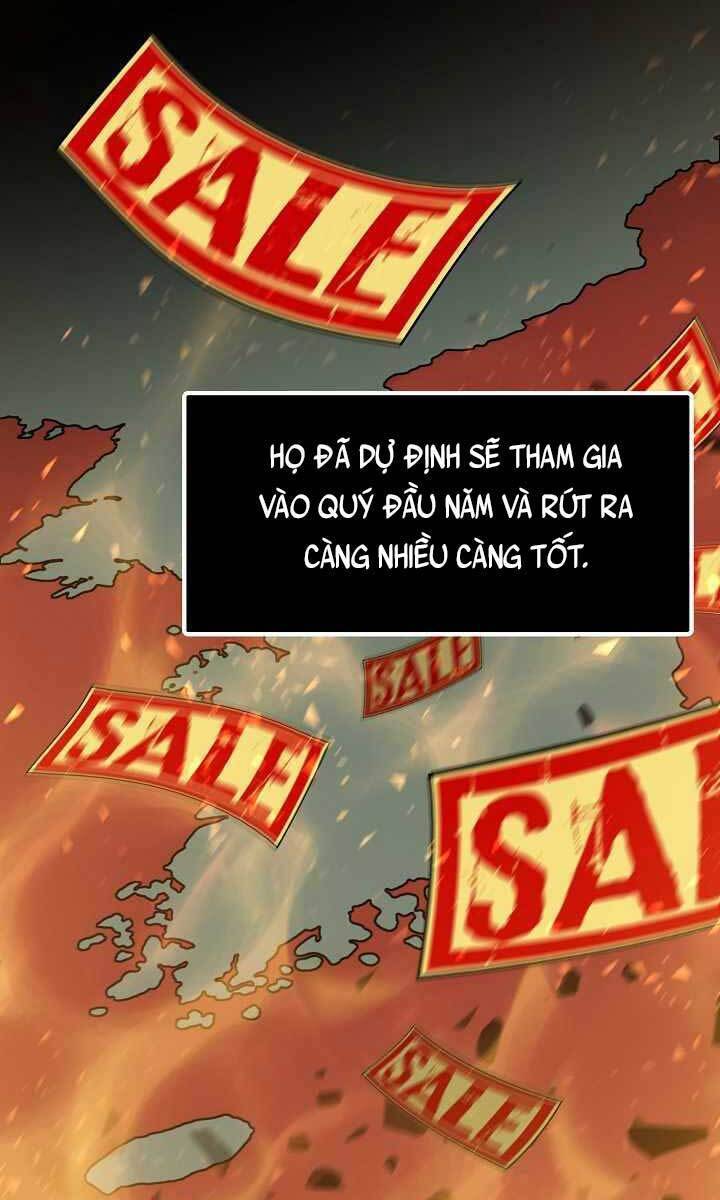 SALE
HỌ ĐÃ DỰ ĐỊNH SẼ THAM GIA
VÀO QUÝ ĐẦU NĂM VÀ RÚT RA
CÀNG NHIỀU CÀNG TỐT.
SALE
SALE
SAL
SALE